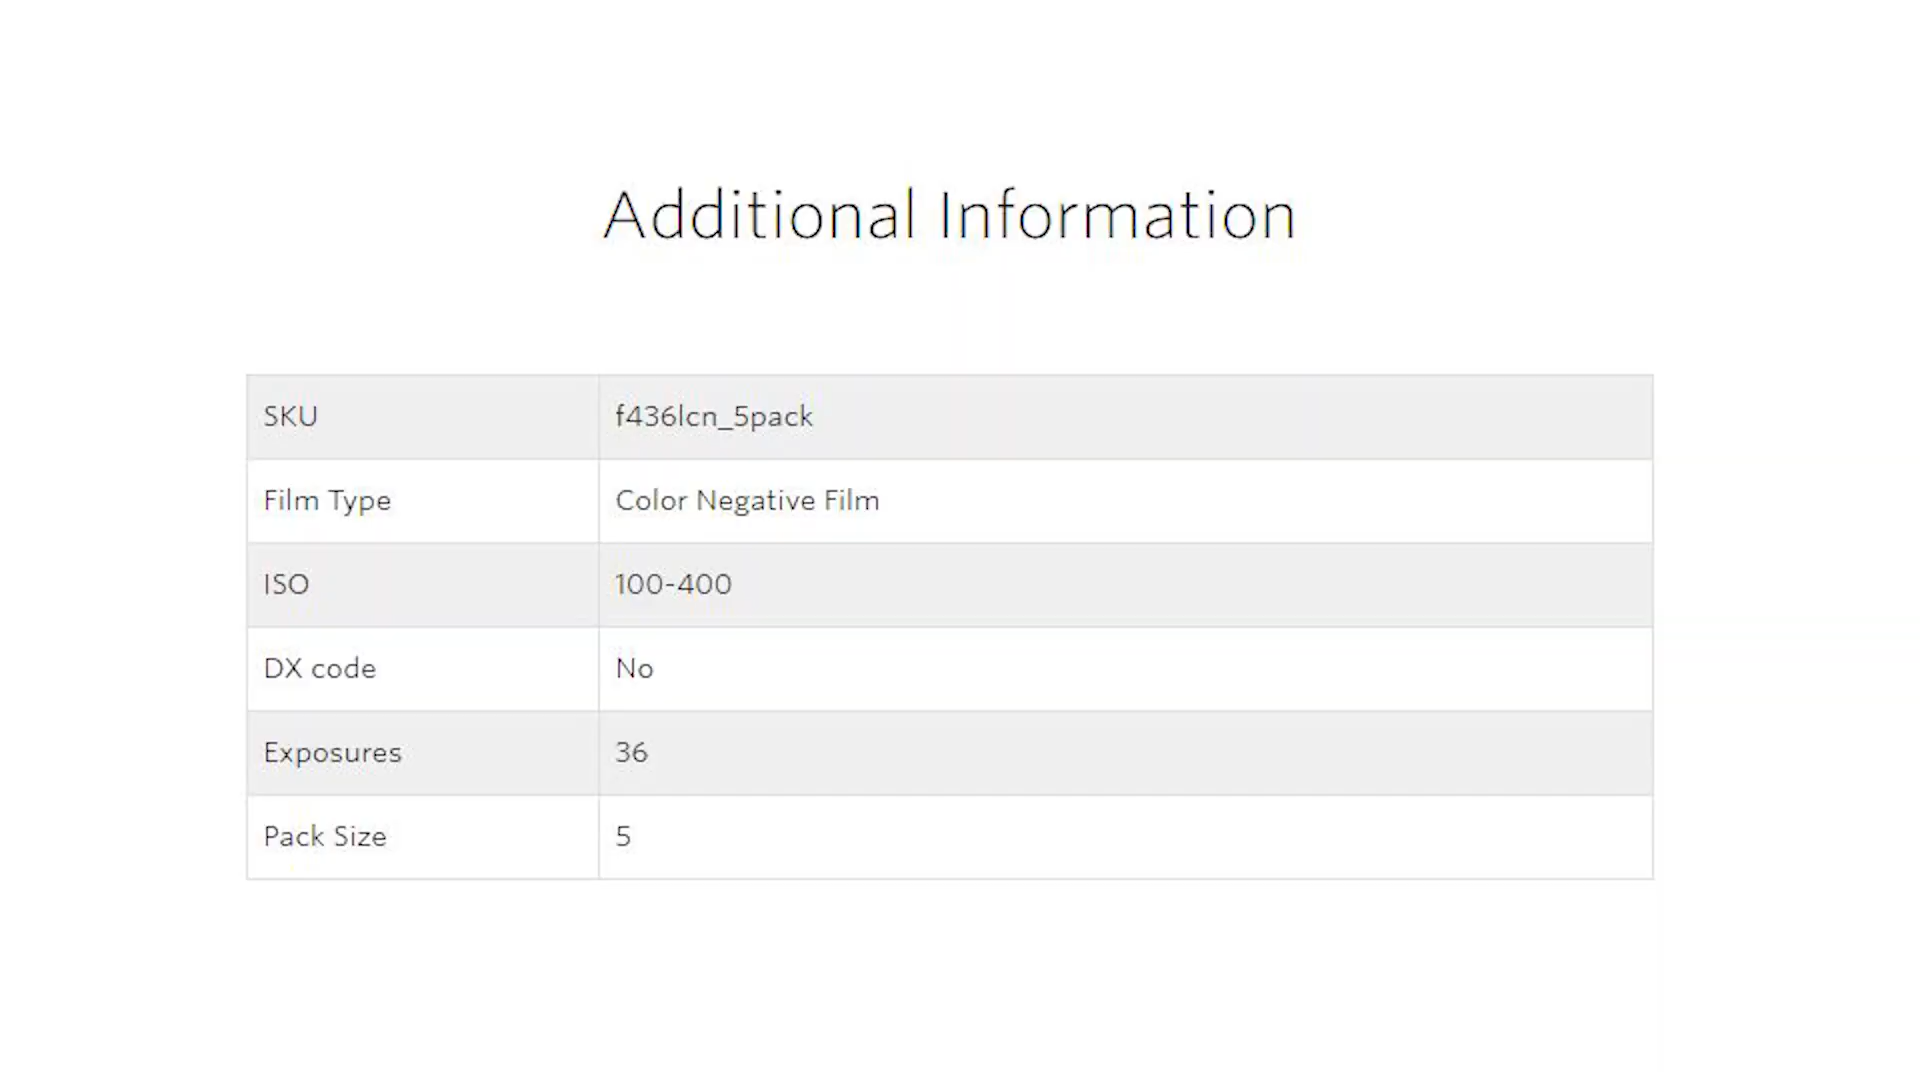 Additional Information
SKU f436lcn_5pack
Film Type Color Negative Film
ISO 100-400
DX code No
Exposures 36
Pack Size 5